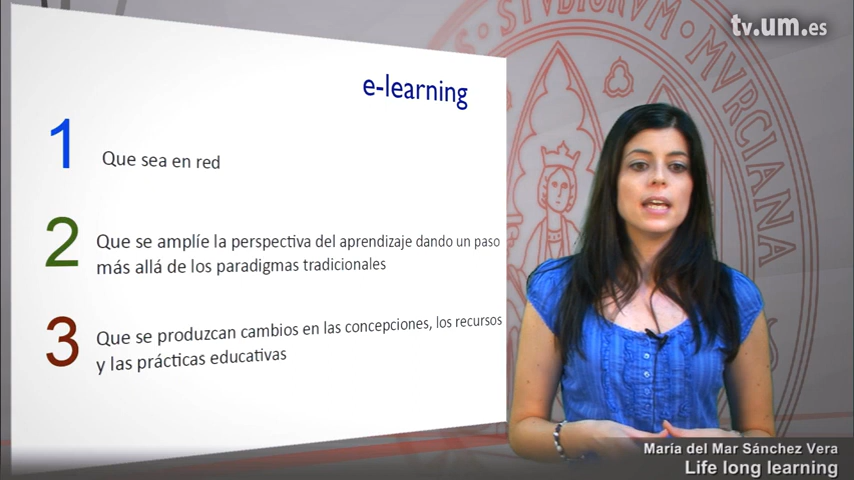 tv.um.es
STVDIORVM
MVRCIANA
e-learning
1 Que sea en red
2 Que se amplíe la perspectiva del aprendizaje dando un paso
más allá de los paradigmas tradicionales
3 Que se produzcan cambios en las concepciones, los recursos
y las prácticas educativas
María del Mar Sánchez Vera
Life long learning